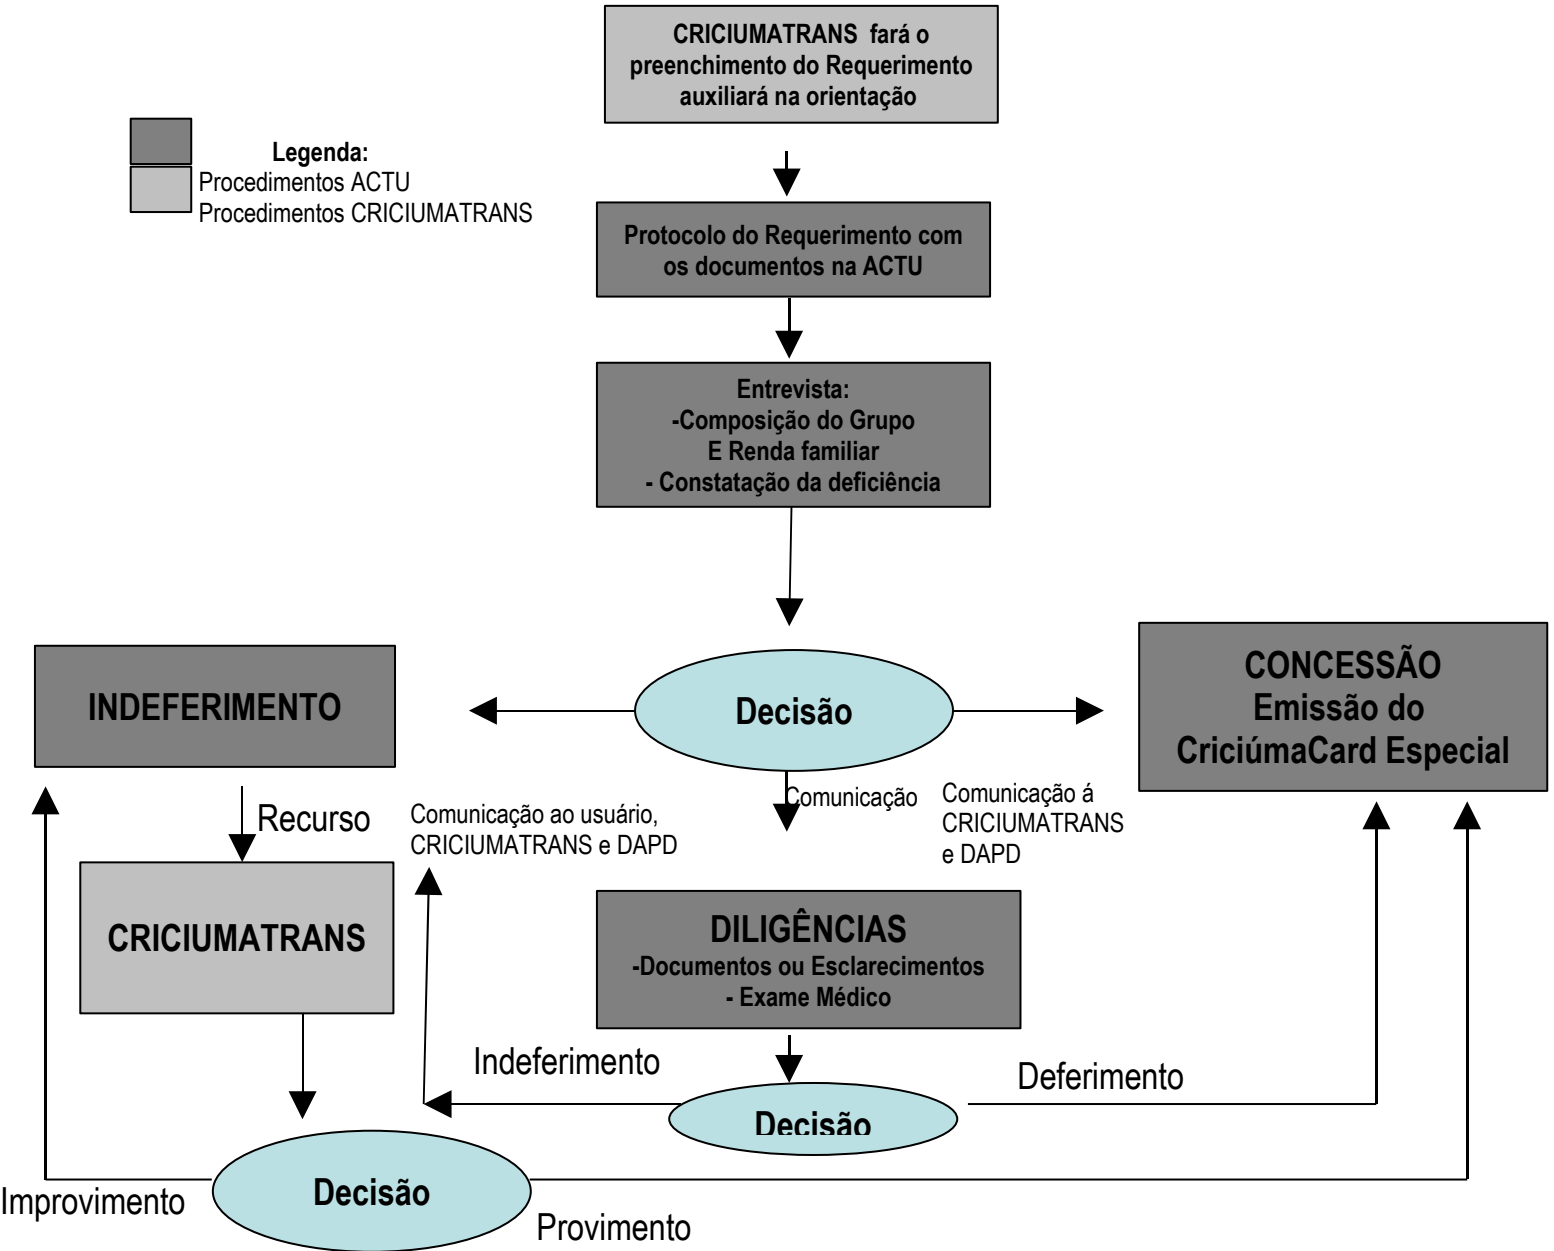 CRICIUMATRANS fará o
preenchimento do Requerimento
auxiliará na orientação
Legenda:
Procedimentos ACTU
Procedimentos CRICIUMATRANS
Protocolo do Requerimento com
os documentos na ACTU
Entrevista:
-Composição do Grupo
E Renda familiar
- Constatação da deficiência
INDEFERIMENTO
Decisão
CONCESSÃO
Emissão do
CriciúmaCard Especial
Recurso
Comunicação ao usuário,
CRICIUMATRANS e DAPD
Comunicação
Comunicação á
CRICIUMATRANS
e DAPD
CRICIUMATRANS
DILIGÊNCIAS
-Documentos ou Esclarecimentos
- Exame Médico
Indeferimento
Deferimento
Decisão
Improvimento
Decisão
Provimento